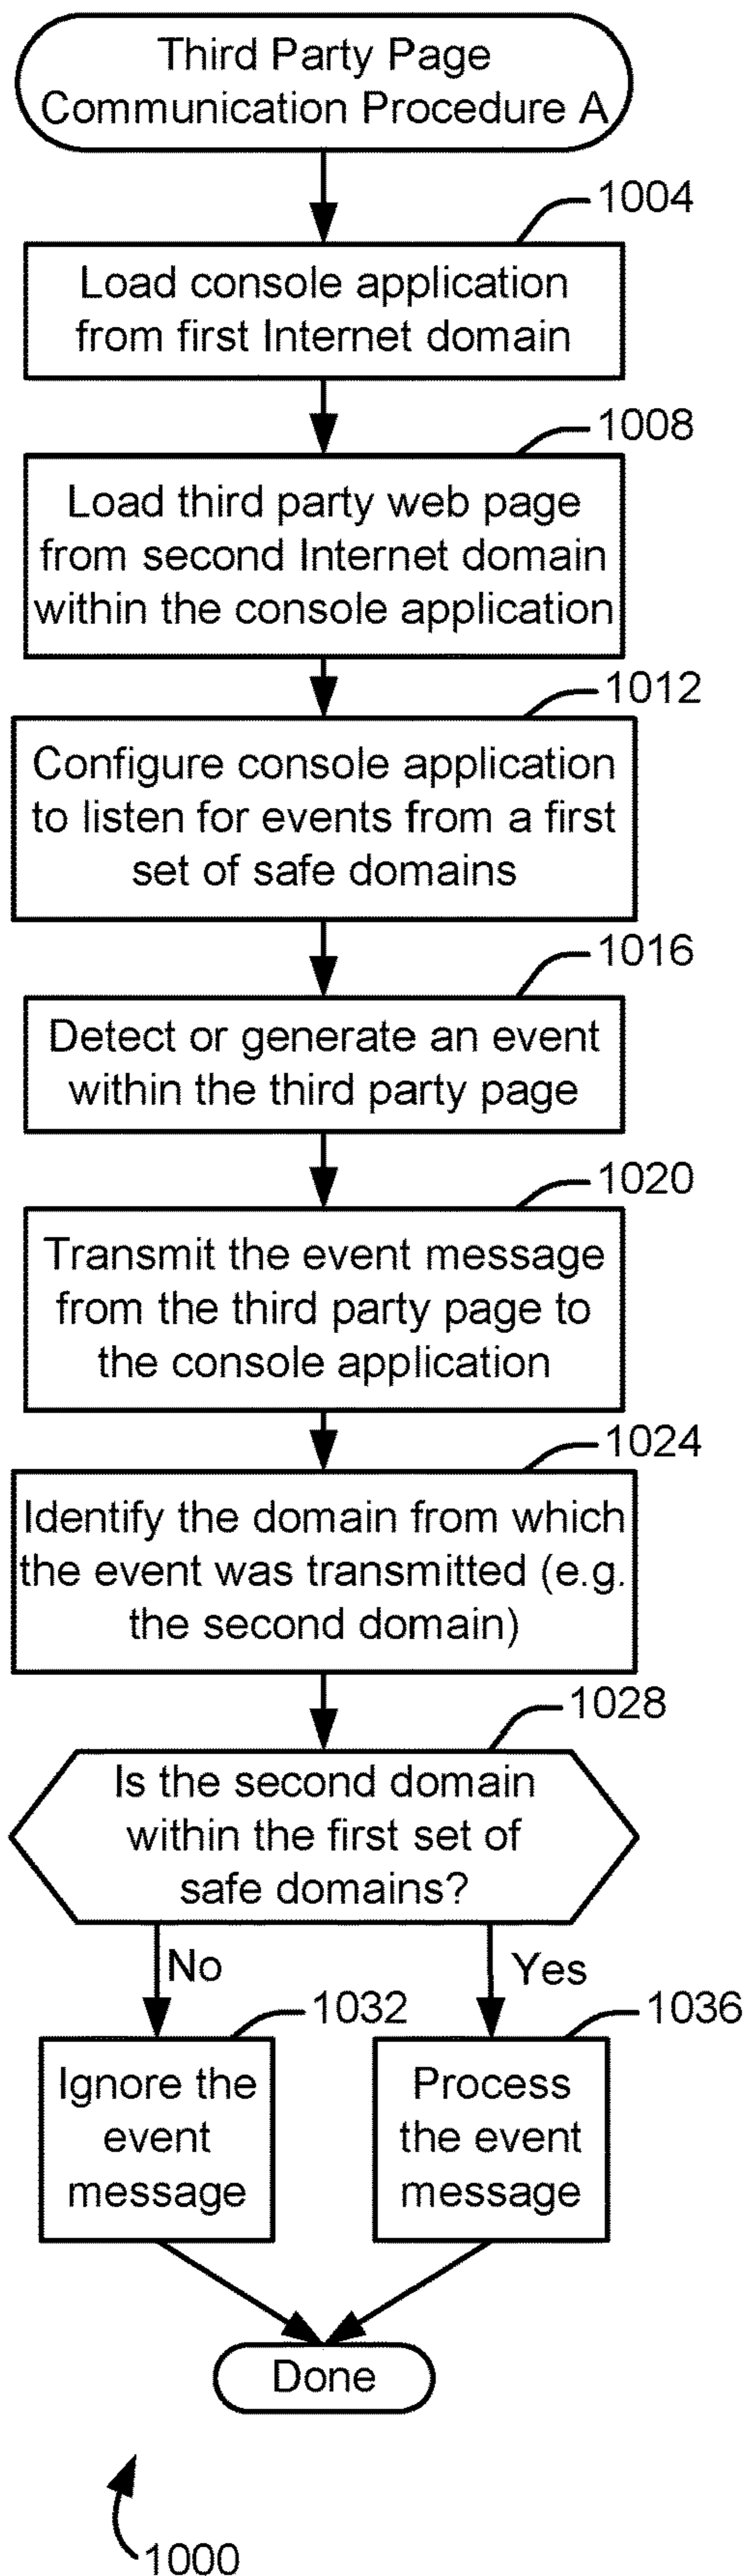 Third Party Page
Communication Procedure A
1004
Load console application
from first Internet domain
1008
Load third party web page
from second Internet domain
within the console application
1012
Configure console application
to listen for events from a first
set of safe domains
1016
Detect or generate an event
within the third party page
1020
Transmit the event message
from the third party page to
the console application
1024
Identify the domain from which
the event was transmitted (e.g.
the second domain)
1028
Is the second domain
within the first set of
safe domains?
No
Yes
1032
1036
Ignore the
event
message
Process
the event
message
Done
1000